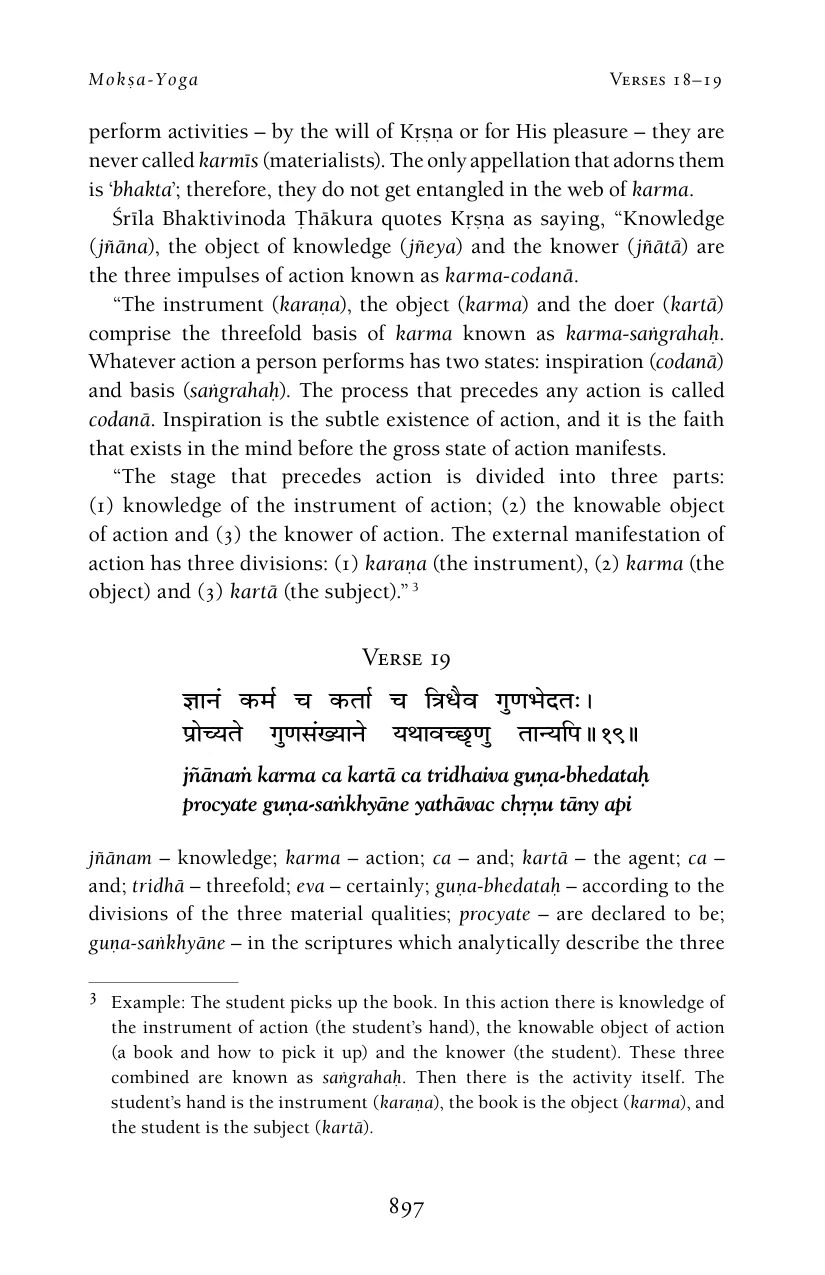 Mokṣa-Yoga Verses 18–19
perform activities – by the will of Kṛṣṇa or for His pleasure – they are
never called karmīs (materialists). The only appellation that adorns them
is ‘bhakta’; therefore, they do not get entangled in the web of karma.
Śrīla Bhaktivinoda Ṭhākura quotes Kṛṣṇa as saying, “Knowledge
(jñāna), the object of knowledge (jñeya) and the knower (jñātā) are
the three impulses of action known as karma-codanā.
“The instrument (karaṇa), the object (karma) and the doer (kartā)
comprise the threefold basis of karma known as karma-saṅgrahaḥ.
Whatever action a person performs has two states: inspiration (codanā)
and basis (saṅgrahaḥ). The process that precedes any action is called
codanā. Inspiration is the subtle existence of action, and it is the faith
that exists in the mind before the gross state of action manifests.
“The stage that precedes action is divided into three parts:
(1) knowledge of the instrument of action; (2) the knowable object
of action and (3) the knower of action. The external manifestation of
action has three divisions: (1) karaṇa (the instrument), (2) karma (the
object) and (3) kartā (the subject).” 3
Verse 19
ज्ञानं कर्म च कर्ता च त्रिधैव गुणभेदतः।
प्रोच्यते गुणसंख्याने यथावच्छृणु तान्यपि॥१९॥
jñānaṁ karma ca kartā ca tridhaiva guṇa-bhedataḥ
procyate guṇa-saṅkhyāne yathāvac chṛṇu tāny api
jñānam – knowledge; karma – action; ca – and; kartā – the agent; ca –
and; tridhā – threefold; eva – certainly; guṇa-bhedataḥ – according to the
divisions of the three material qualities; procyate – are declared to be;
guṇa-saṅkhyāne – in the scriptures which analytically describe the three
3 Example: The student picks up the book. In this action there is knowledge of
the instrument of action (the student’s hand), the knowable object of action
(a book and how to pick it up) and the knower (the student). These three
combined are known as saṅgrahaḥ. Then there is the activity itself. The
student’s hand is the instrument (karaṇa), the book is the object (karma), and
the student is the subject (kartā).
897